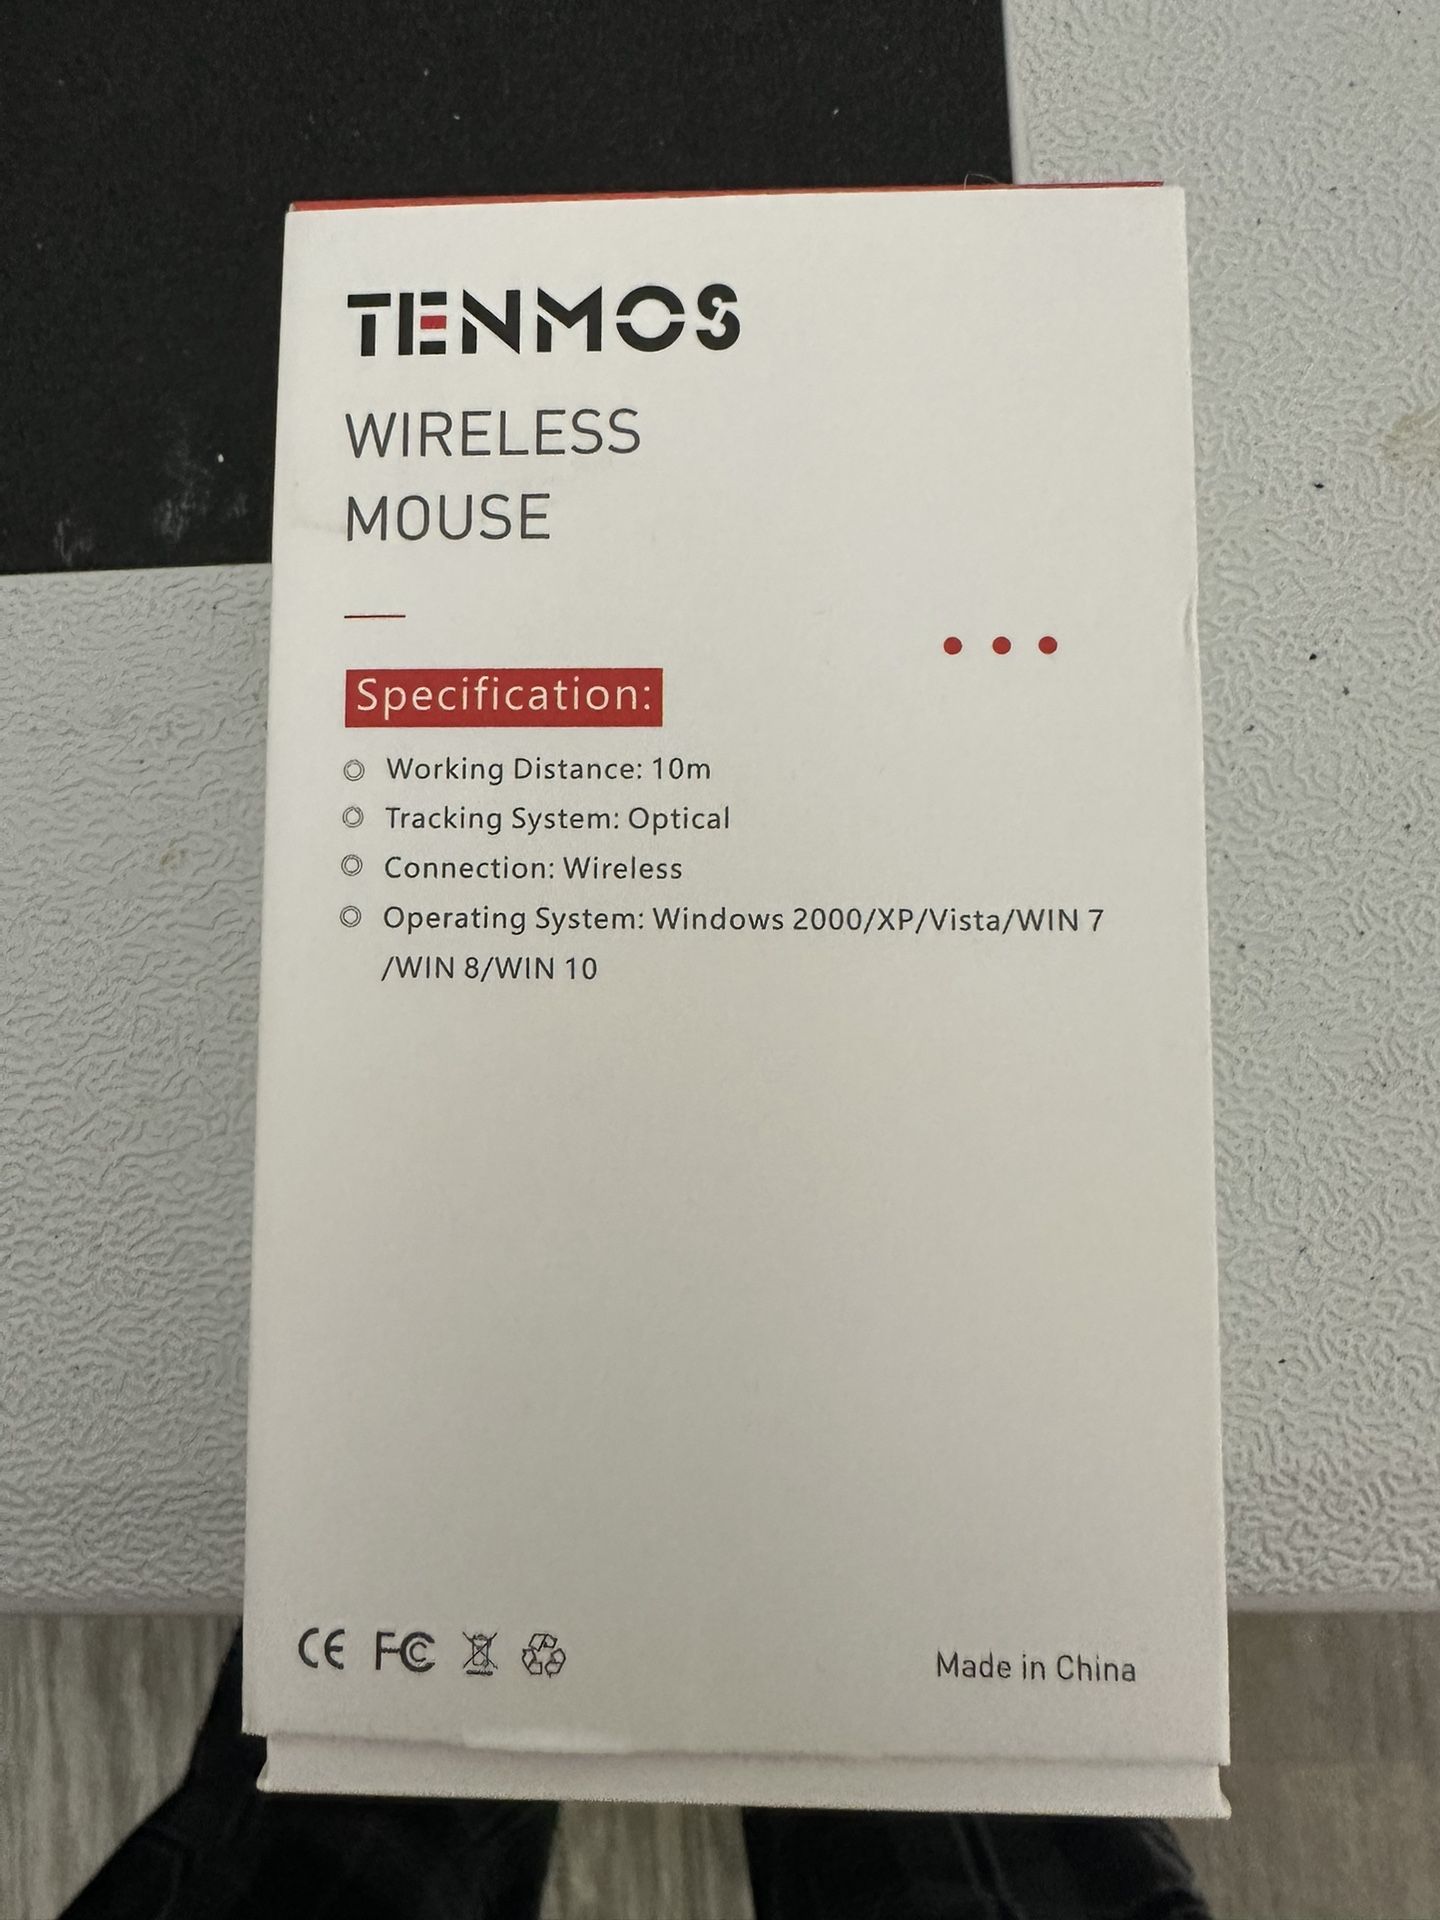 TENMOS
WIRELESS
MOUSE
Specification:
Working Distance: 10m
Tracking System: Optical
Connection: Wireless
Operating System: Windows 2000/XP/Vista/WIN 7
/WIN 8/WIN 10
CE FC Made in China